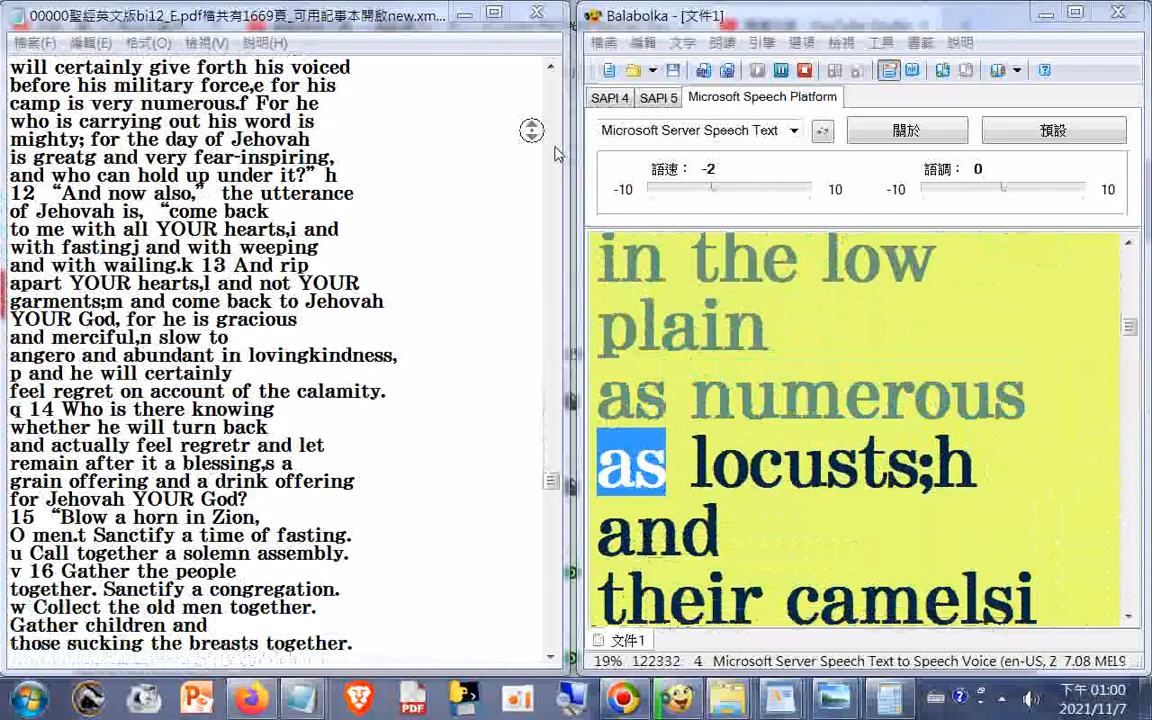 00000聖經英文版bi12_E.pdf檔共有1669頁_可用記事本開啟new.xm...
檔案(F) 編輯(E) 格式(O) 檢視(V) 說明(H)
will certainly give forth his voiced
before his military force,e for his
camp is very numerous.f For he
who is carrying out his word is
mighty; for the day of Jehovah
is greatg and very fear-inspiring,
and who can hold up under it?” h
12 “And now also,” the utterance
of Jehovah is, “come back
to me with all YOUR hearts,i and
with fastingj and with weeping
and with wailing.k 13 And rip
apart YOUR hearts,l and not YOUR
garments;m and come back to Jehovah
YOUR God, for he is gracious
and merciful,n slow to
angero and abundant in lovingkindness,
p and he will certainly
feel regret on account of the calamity.
q 14 Who is there knowing
whether he will turn back
and actually feel regretr and let
remain after it a blessing,s a
grain offering and a drink offering
for Jehovah YOUR God?
15 “Blow a horn in Zion,
O men.t Sanctify a time of fasting.
u Call together a solemn assembly.
v 16 Gather the people
together. Sanctify a congregation.
w Collect the old men together.
Gather children and
those sucking the breasts together.
Balabolka - [文件1]
檔案 編輯 文字 朗讀 引擎 選項 檢視 工具 書籤 說明
SAPI 4 SAPI 5 Microsoft Speech Platform
Microsoft Server Speech Text 關於 預設
語速： -2 語調： 0
-10 10 -10 10
in the low
plain
as numerous
as locusts;h
and
their camelsi
文件1
19% 122332 4 Microsoft Server Speech Text to Speech Voice (en-US, Z 7.08 ME
下午 01:00
2021/11/7